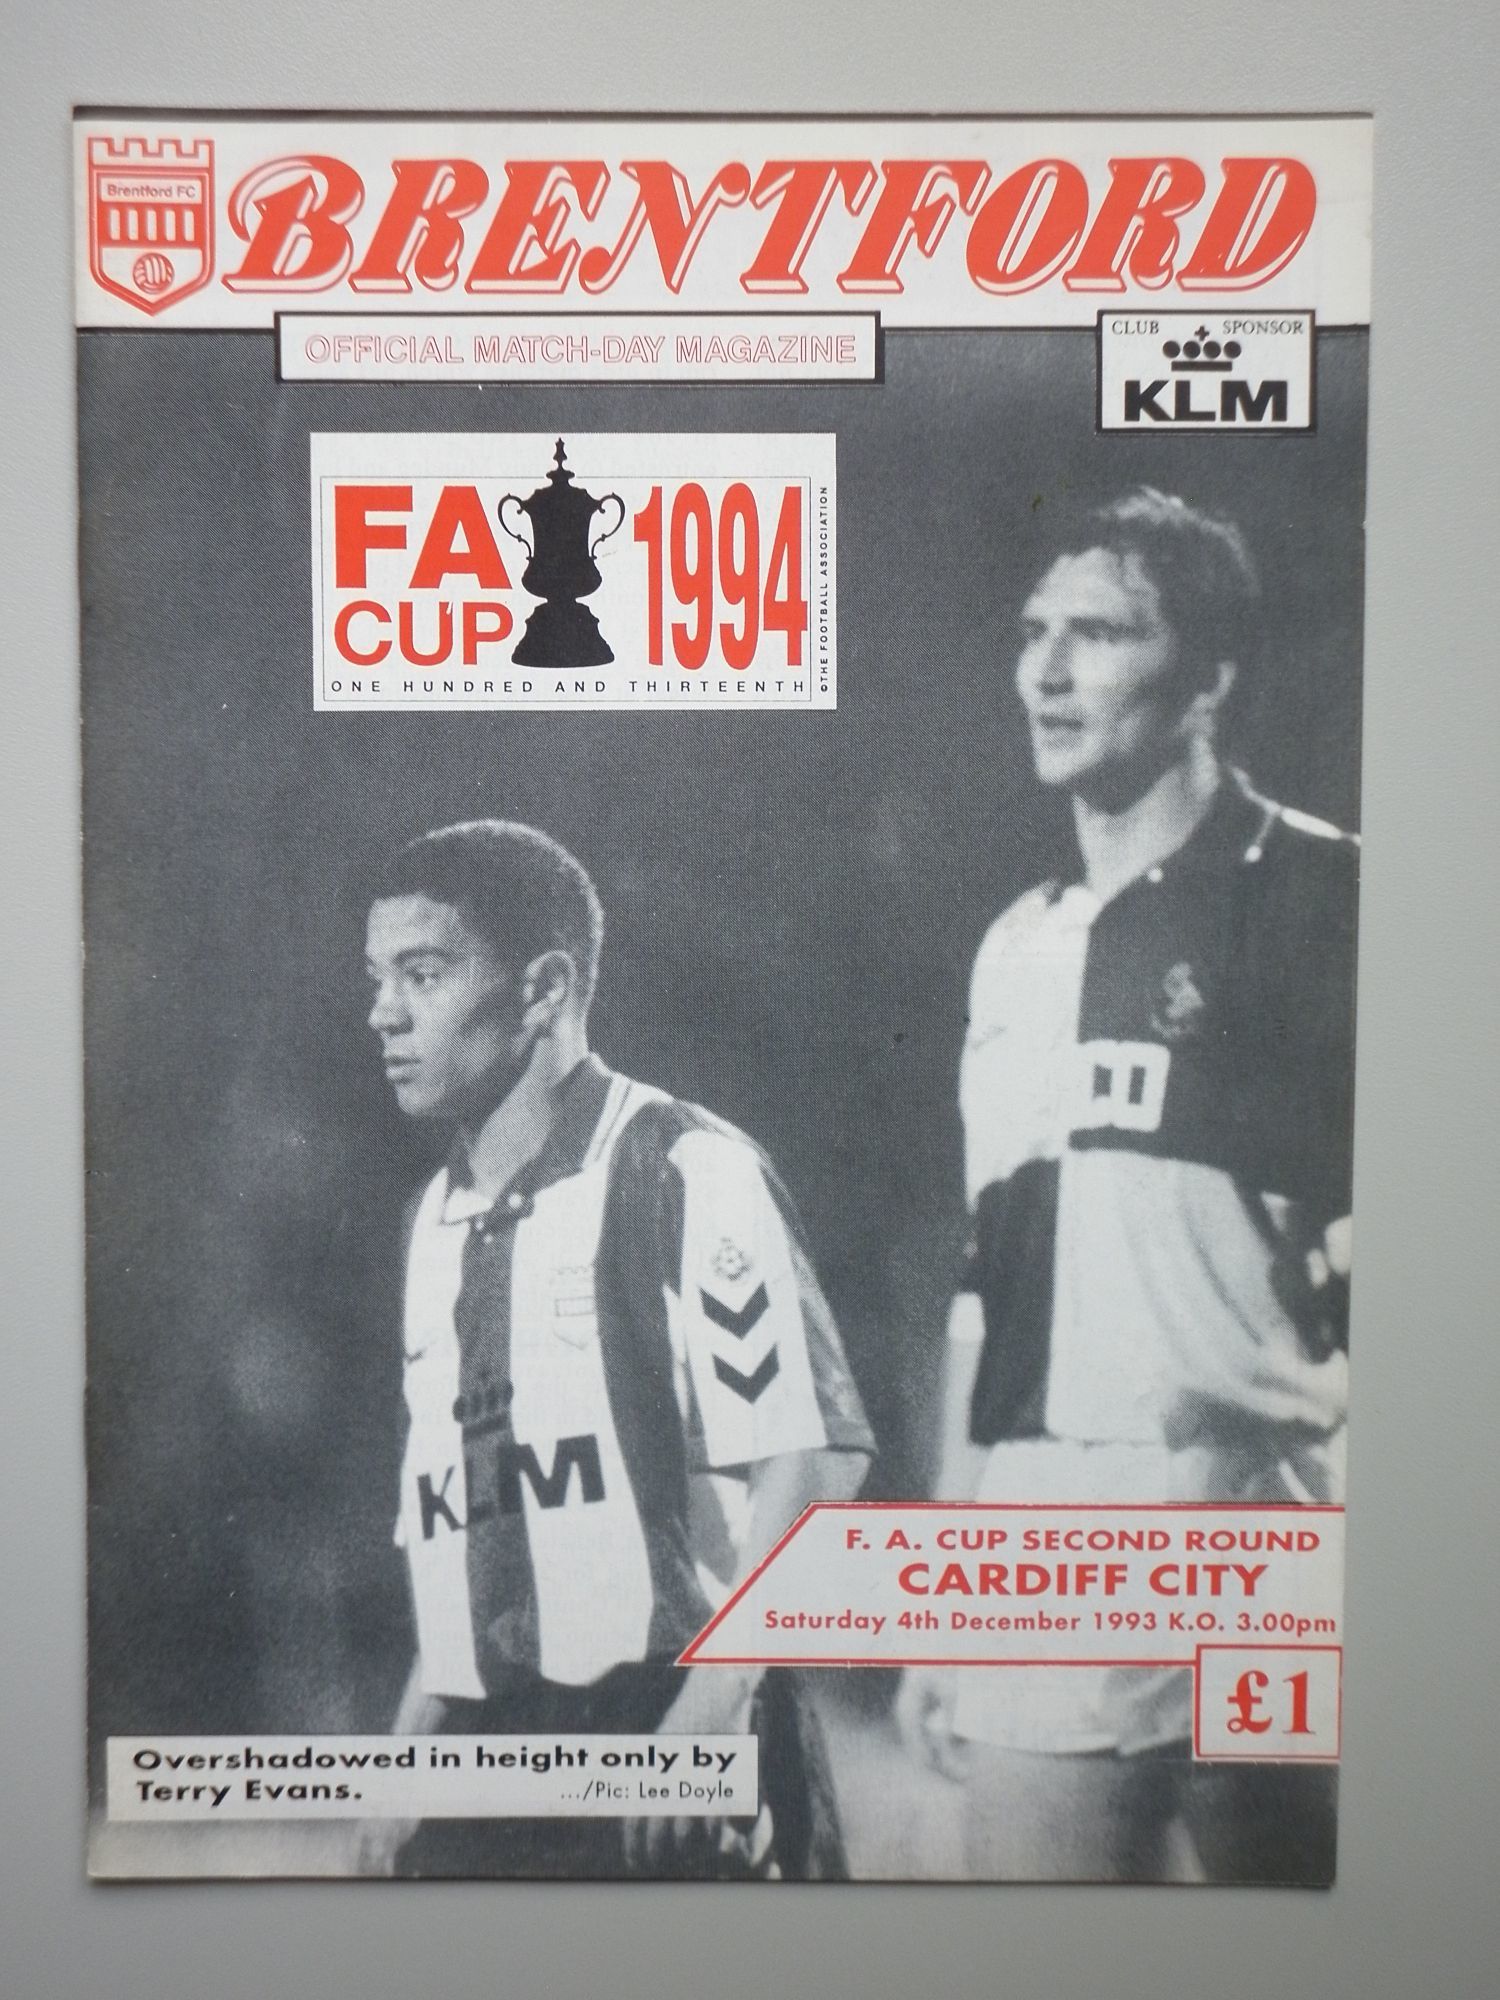 Brentford FC
BRENTFORD
OFFICIAL MATCH-DAY MAGAZINE
CLUB SPONSOR
KLM
FA
CUP
1994
ONE HUNDRED AND THIRTEENTH
©THE FOOTBALL ASSOCIATION
KLM
F. A. CUP SECOND ROUND
CARDIFF CITY
Saturday 4th December 1993 K.O. 3.00pm
£1
Overshadowed in height only by
Terry Evans. .../Pic: Lee Doyle